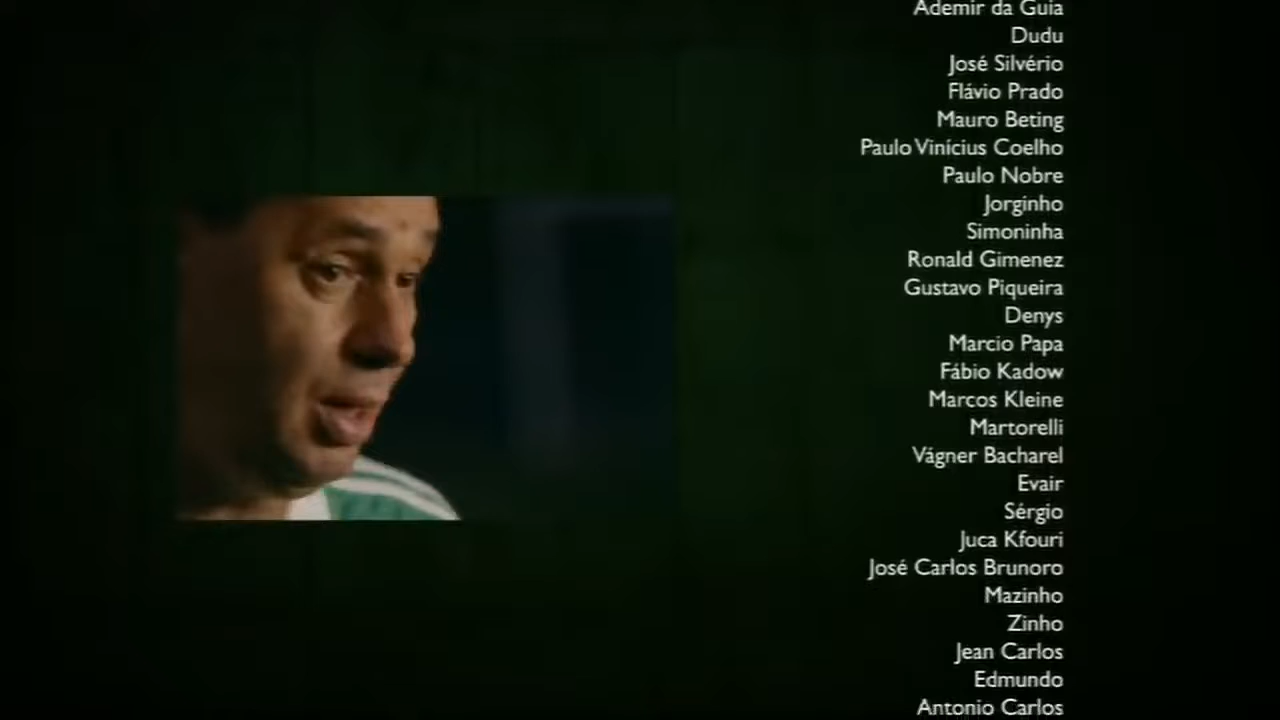 Ademir da Guia
Dudu
José Silvério
Flávio Prado
Mauro Beting
Paulo Vinícius Coelho
Paulo Nobre
Jorginho
Simoninha
Ronald Gimenez
Gustavo Piqueira
Denys
Marcio Papa
Fábio Kadow
Marcos Kleine
Martorelli
Vágner Bacharel
Evair
Sérgio
Juca Kfouri
José Carlos Brunoro
Mazinho
Zinho
Jean Carlos
Edmundo
Antonio Carlos